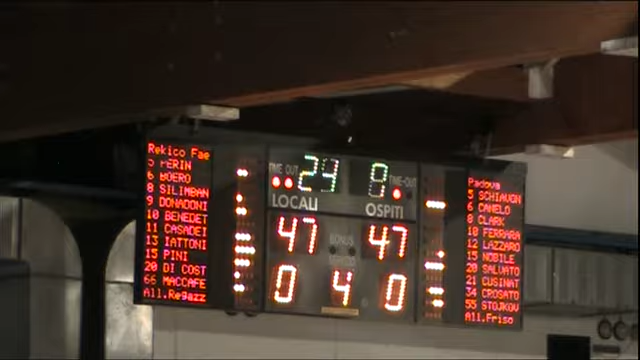 Rekico Fae
5 PERIN
6 BOERO
8 SILIMBAN
9 DONADONI
10 BENEDET
11 CASADEI
13 IATTONI
15 PINI
20 DI COST
66 MACCAFE
All.Regazz
TIME OUT
24 8
TIME-OUT
LOCALI
OSPITI
47 47
BONUS
0 4 0
Padova
5 SCHIAVON
6 CANELO
8 CLARK
10 FERRARA
12 LAZZARO
15 NOBILE
20 SALVATO
21 CUSINAT
34 CROSATO
55 STOJKOV
All.Friso